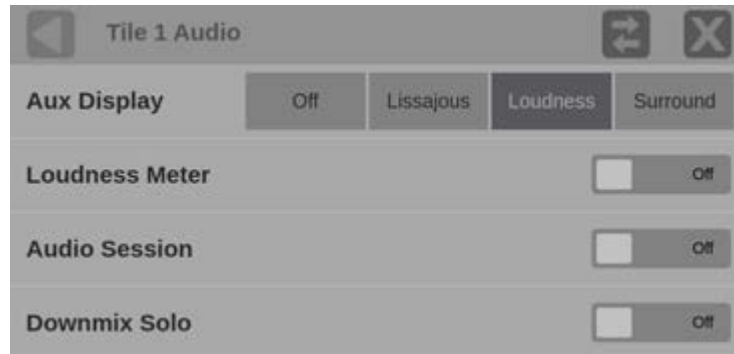 Tile 1 Audio
Aux Display Off Lissajous Loudness Surround
Loudness Meter Off
Audio Session Off
Downmix Solo Off